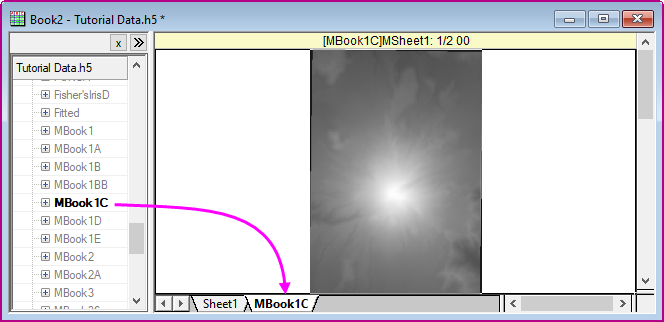 Book2 - Tutorial Data.h5 *
x
[MBook1C]MSheet1: 1/2 00
Tutorial Data.h5
Fisher'sIrisD
Fitted
MBook1
MBook1A
MBook1B
MBook1BB
MBook1C
MBook1D
MBook1E
MBook2
MBook2A
MBook3
Sheet1
MBook1C